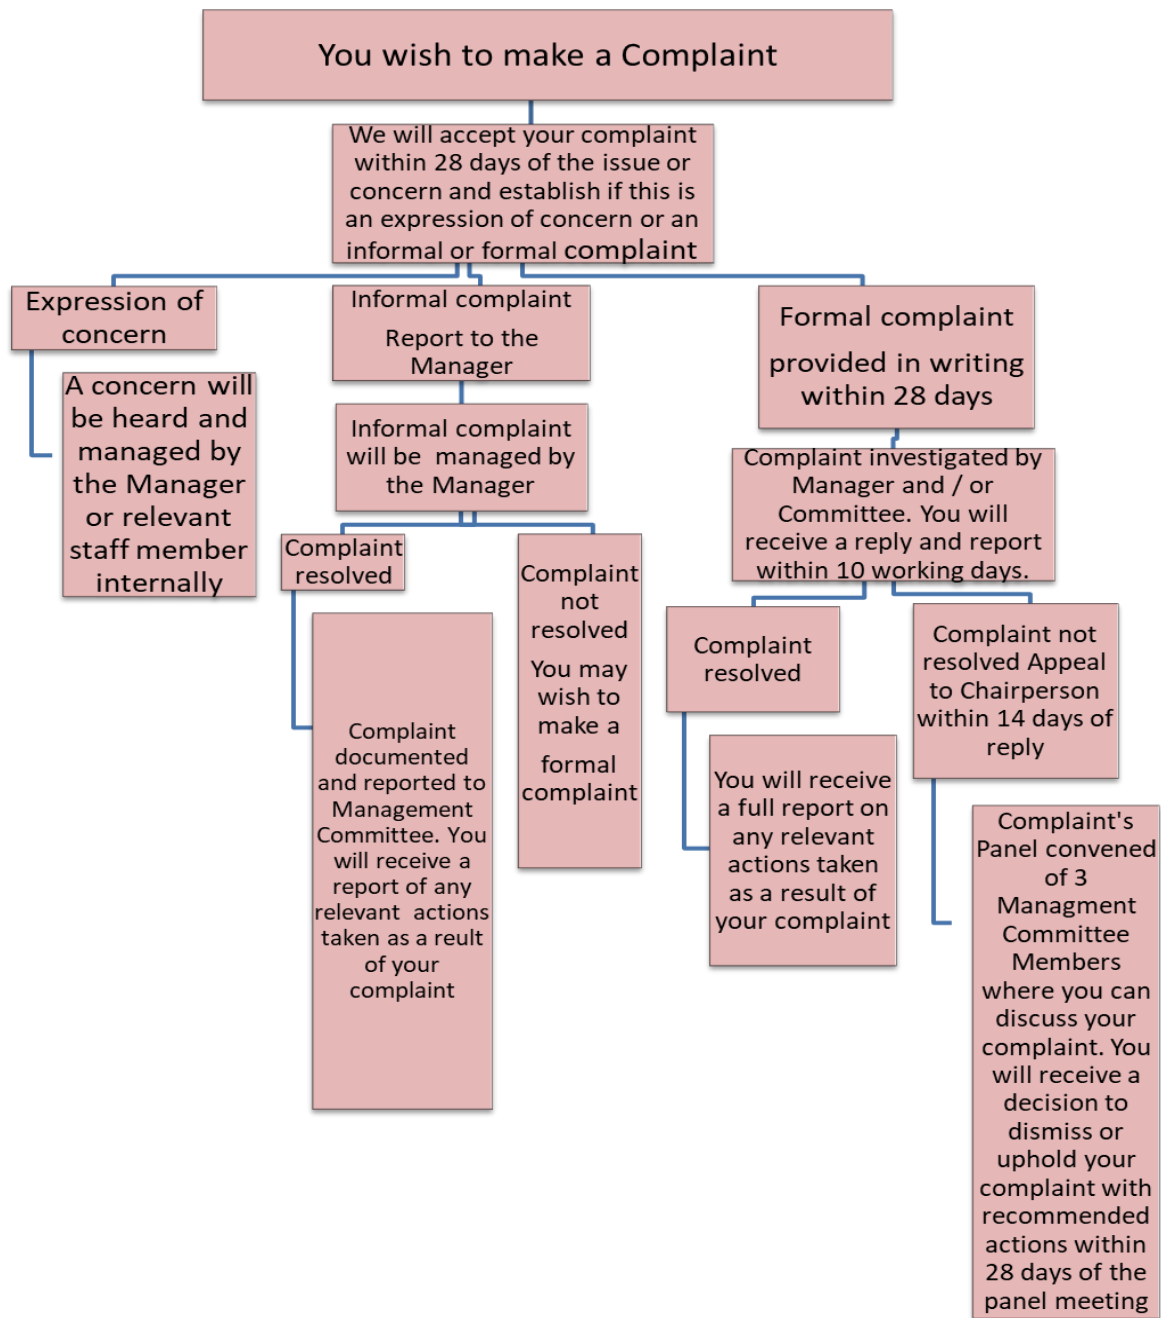 You wish to make a Complaint
We will accept your complaint
within 28 days of the issue or
concern and establish if this is
an expression of concern or an
informal or formal complaint
Expression of
concern
A concern will
be heard and
managed by
the Manager
or relevant
staff member
internally
Informal complaint
Report to the
Manager
Informal complaint
will be managed by
the Manager
Complaint
resolved
Complaint
documented
and reported to
Management
Committee. You
will receive a
report of any
relevant actions
taken as a reult
of your
complaint
Complaint
not
resolved
You may
wish to
make a
formal
complaint
Formal complaint
provided in writing
within 28 days
Complaint investigated by
Manager and / or
Committee. You will
receive a reply and report
within 10 working days.
Complaint
resolved
You will receive
a full report on
any relevant
actions taken
as a result of
your complaint
Complaint not
resolved Appeal
to Chairperson
within 14 days of
reply
Complaint's
Panel convened
of 3
Managment
Committee
Members
where you can
discuss your
complaint. You
will receive a
decision to
dismiss or
uphold your
complaint with
recommended
actions within
28 days of the
panel meeting